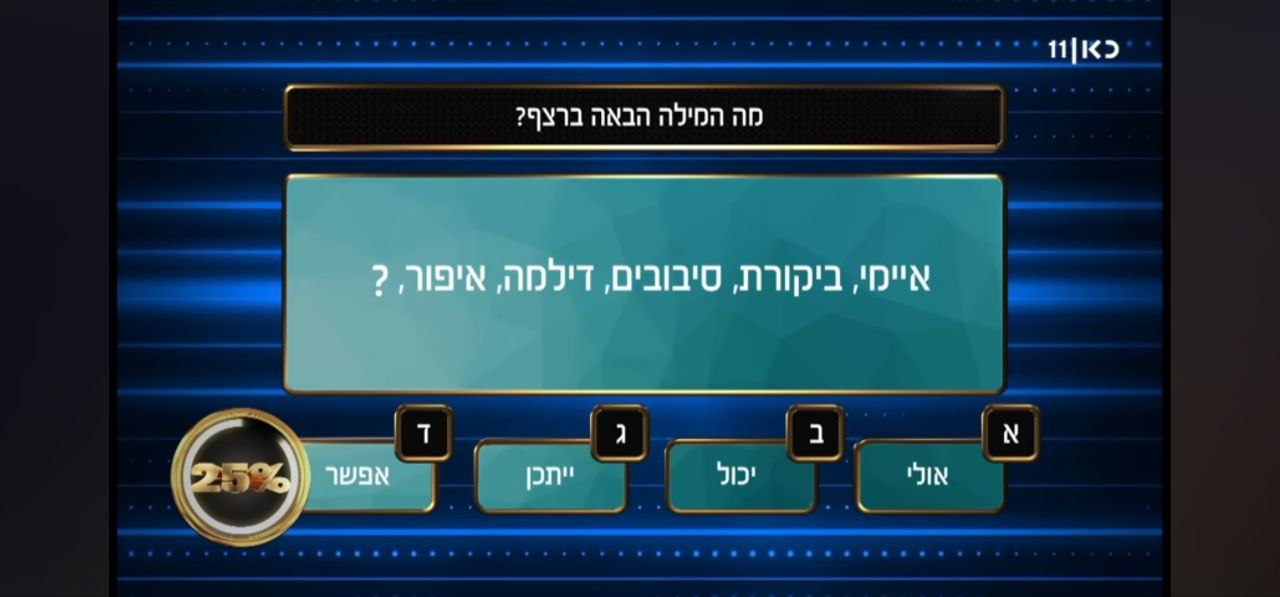 כאן|11
מה המילה הבאה ברצף?
איימי, ביקורת, סיבובים, דילמה, איפור, ?
א
אולי
ב
יכול
ג
ייתכן
ד
אפשר
25%